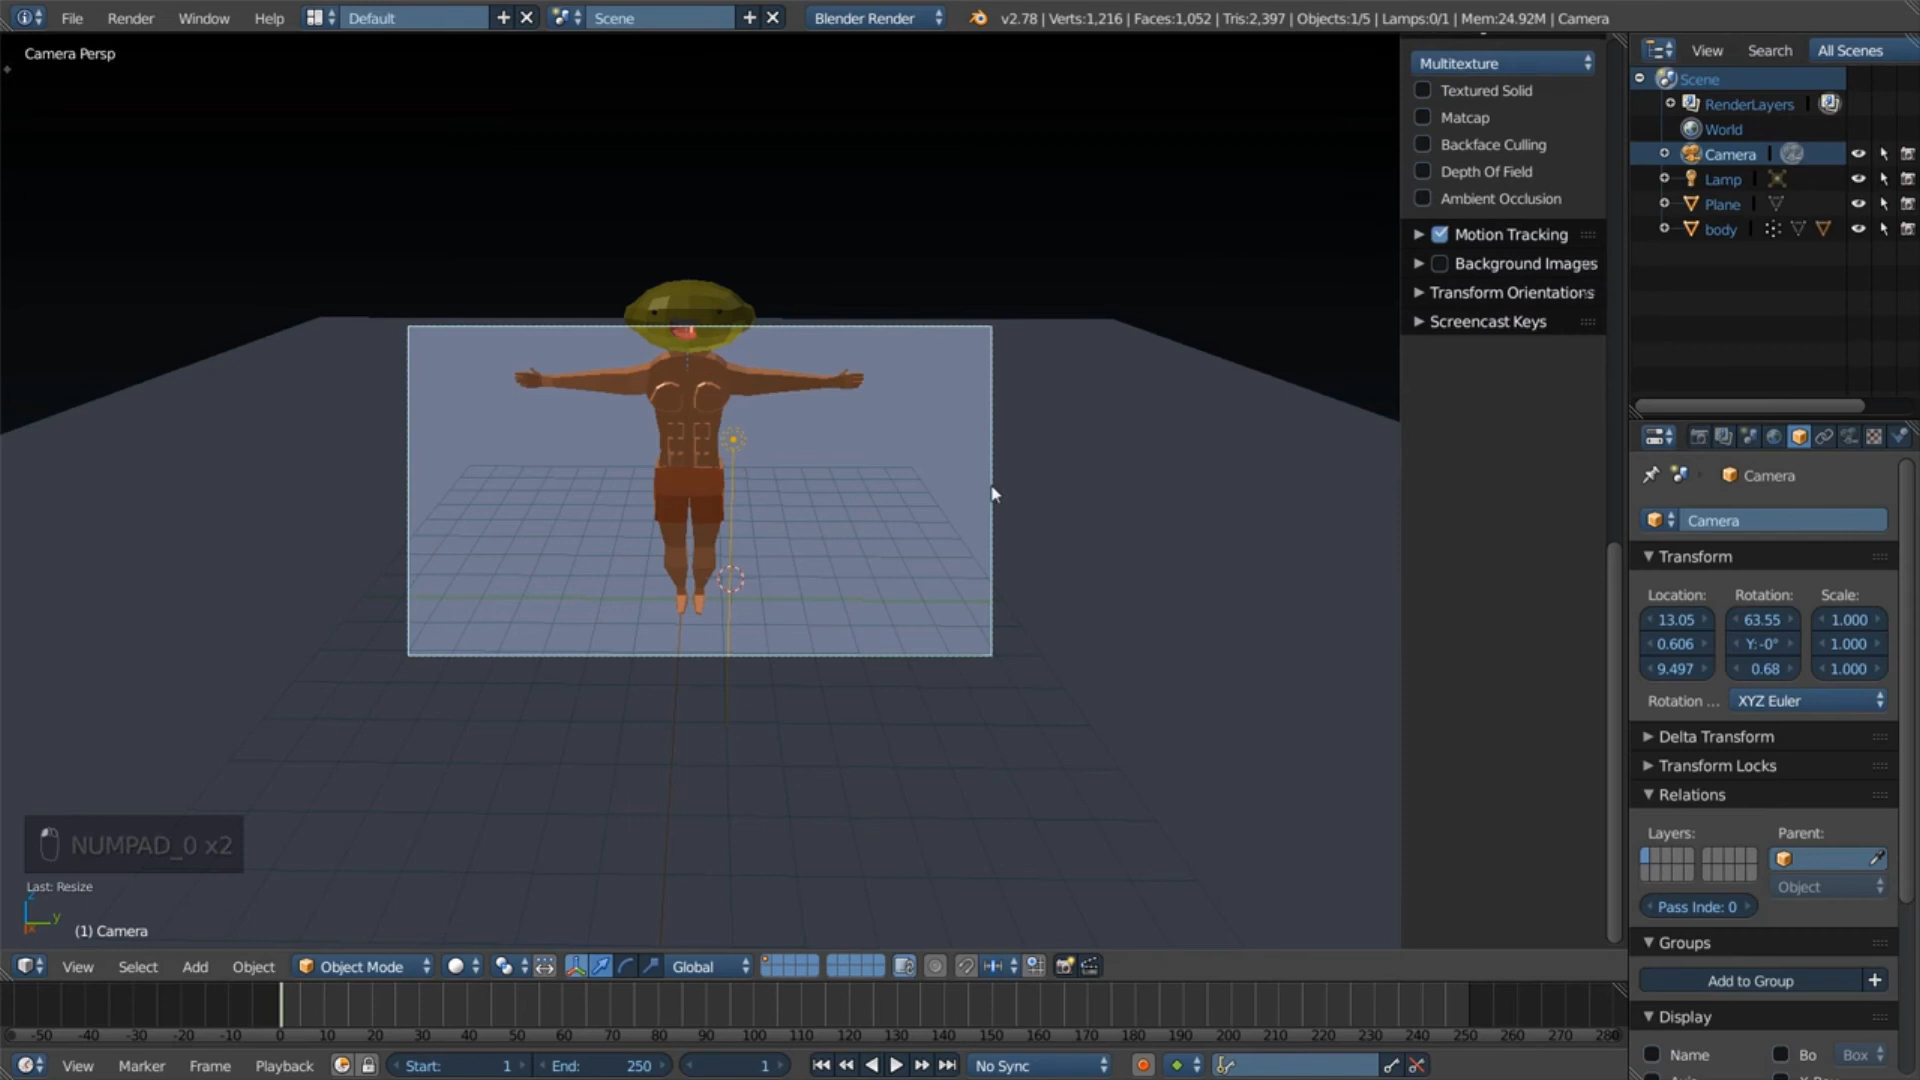 File Render Window Help Default Scene Blender Render v2.78 | Verts:1,216 | Faces:1,052 | Tris:2,397 | Objects:1/5 | Lamps:0/1 | Mem:24.92M | Camera
Camera Persp
Multitexture
Textured Solid
Matcap
Backface Culling
Depth Of Field
Ambient Occlusion
Motion Tracking
Background Images
Transform Orientations
Screencast Keys
View Search All Scenes
Scene
RenderLayers
World
Camera
Lamp
Plane
body
Camera
Camera
Transform
Location: Rotation: Scale:
13.05 63.55 1.000
0.606 Y:-0° 1.000
9.497 0.68 1.000
Rotation ... XYZ Euler
Delta Transform
Transform Locks
Relations
Layers: Parent:
Object
Pass Inde: 0
Groups
Add to Group
Display
Name Bo Box
NUMPAD_0 x2
Last: Resize
z
y
(1) Camera
View Select Add Object Object Mode Global
-50 -40 -30 -20 -10 0 10 20 30 40 50 60 70 80 90 100 110 120 130 140 150 160 170 180 190 200 210 220 230 240 250 260 270 280
View Marker Frame Playback Start: 1 End: 250 1 No Sync